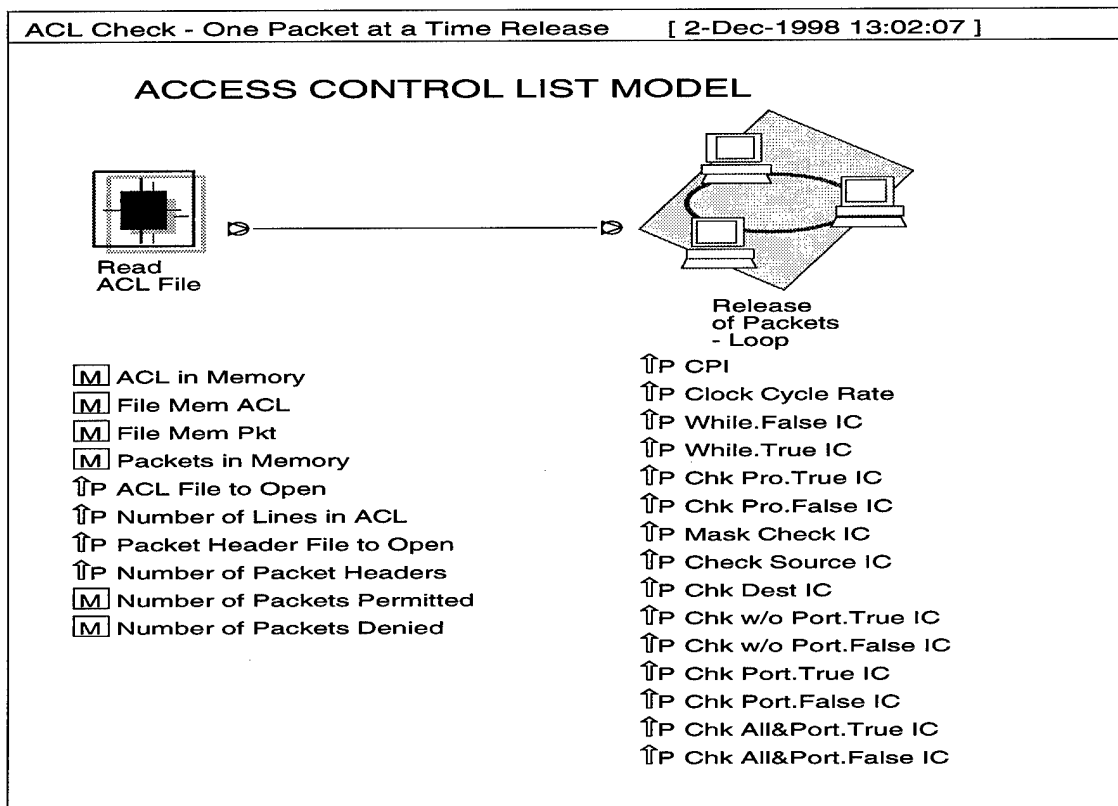 ACL Check - One Packet at a Time Release [ 2-Dec-1998 13:02:07 ]
ACCESS CONTROL LIST MODEL
Read
ACL File
Release
of Packets
- Loop
M ACL in Memory
M File Mem ACL
M File Mem Pkt
M Packets in Memory
⇧P ACL File to Open
⇧P Number of Lines in ACL
⇧P Packet Header File to Open
⇧P Number of Packet Headers
M Number of Packets Permitted
M Number of Packets Denied
⇧P CPI
⇧P Clock Cycle Rate
⇧P While.False IC
⇧P While.True IC
⇧P Chk Pro.True IC
⇧P Chk Pro.False IC
⇧P Mask Check IC
⇧P Check Source IC
⇧P Chk Dest IC
⇧P Chk w/o Port.True IC
⇧P Chk w/o Port.False IC
⇧P Chk Port.True IC
⇧P Chk Port.False IC
⇧P Chk All&Port.True IC
⇧P Chk All&Port.False IC